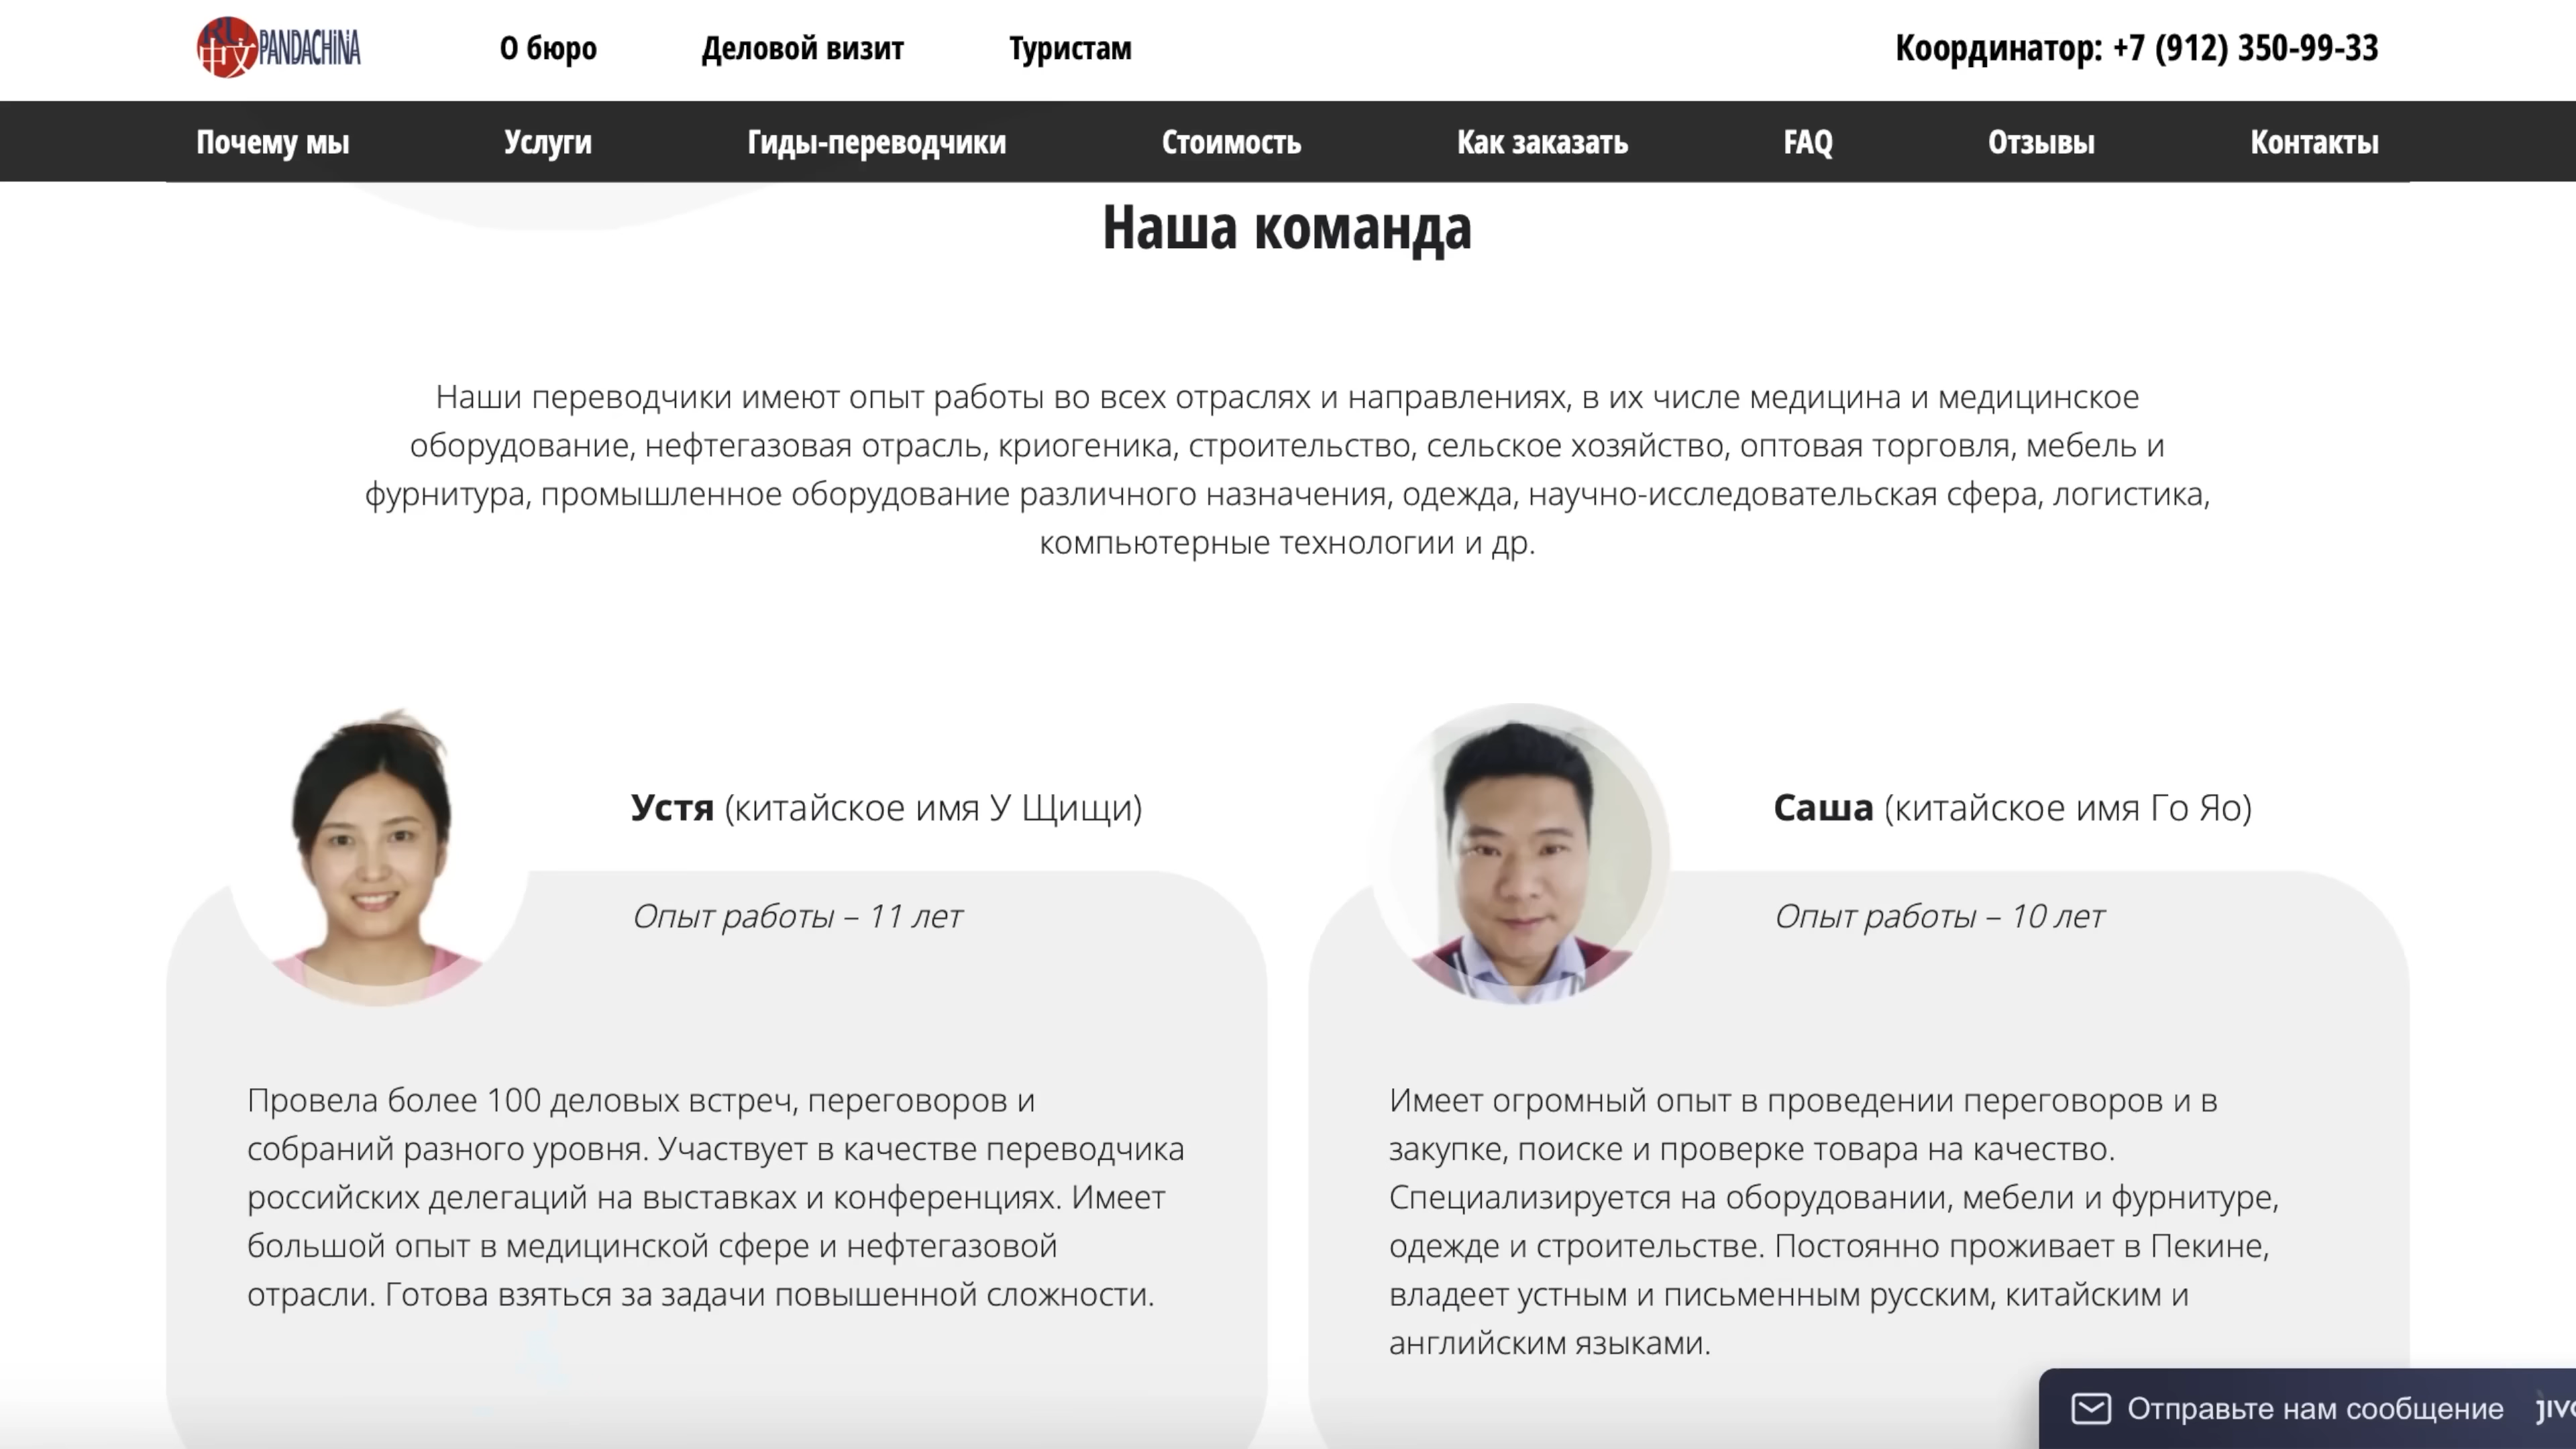 RU
中文
PANDACHINA
О бюро
Деловой визит
Туристам
Координатор: +7 (912) 350-99-33
Почему мы
Услуги
Гиды-переводчики
Стоимость
Как заказать
FAQ
Отзывы
Контакты
Наша команда
Наши переводчики имеют опыт работы во всех отраслях и направлениях, в их числе медицина и медицинское
оборудование, нефтегазовая отрасль, криогеника, строительство, сельское хозяйство, оптовая торговля, мебель и
фурнитура, промышленное оборудование различного назначения, одежда, научно-исследовательская сфера, логистика,
компьютерные технологии и др.
Устя (китайское имя У Щищи)
Опыт работы – 11 лет
Провела более 100 деловых встреч, переговоров и
собраний разного уровня. Участвует в качестве переводчика
российских делегаций на выставках и конференциях. Имеет
большой опыт в медицинской сфере и нефтегазовой
отрасли. Готова взяться за задачи повышенной сложности.
Саша (китайское имя Го Яо)
Опыт работы – 10 лет
Имеет огромный опыт в проведении переговоров и в
закупке, поиске и проверке товара на качество.
Специализируется на оборудовании, мебели и фурнитуре,
одежде и строительстве. Постоянно проживает в Пекине,
владеет устным и письменным русским, китайским и
английским языками.
Отправьте нам сообщение